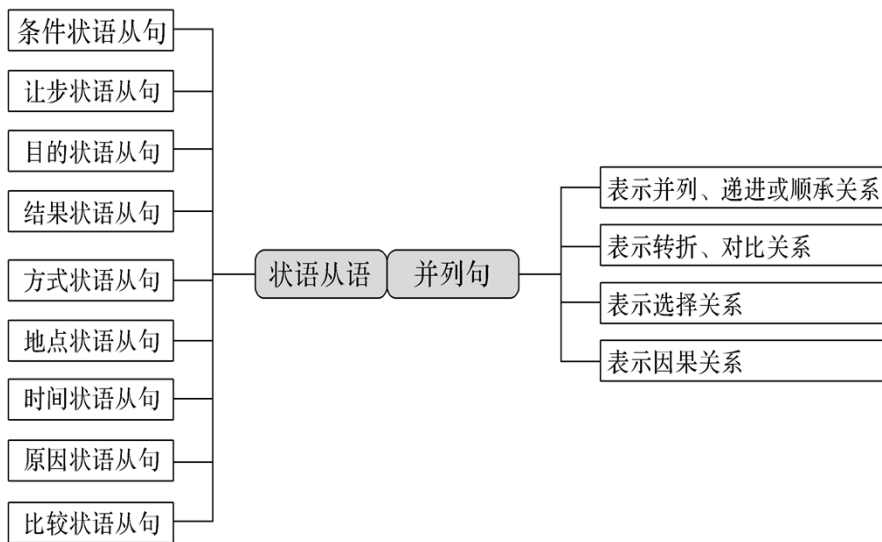 条件状语从句
让步状语从句
目的状语从句
结果状语从句
方式状语从句
地点状语从句
时间状语从句
原因状语从句
比较状语从句
状语从语
并列句
表示并列、递进或顺承关系
表示转折、对比关系
表示选择关系
表示因果关系